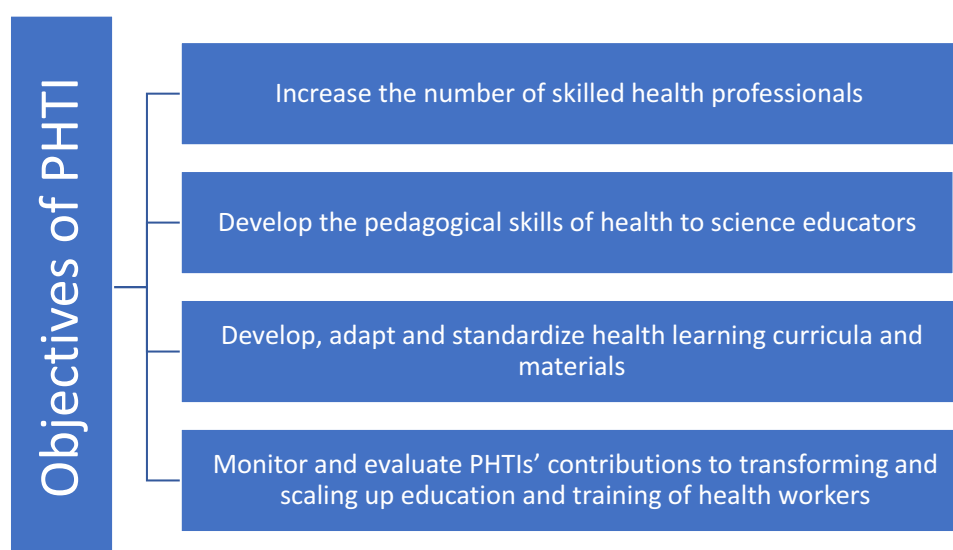 Objectives of PHTI
Increase the number of skilled health professionals
Develop the pedagogical skills of health to science educators
Develop, adapt and standardize health learning curricula and
materials
Monitor and evaluate PHTIs’ contributions to transforming and
scaling up education and training of health workers